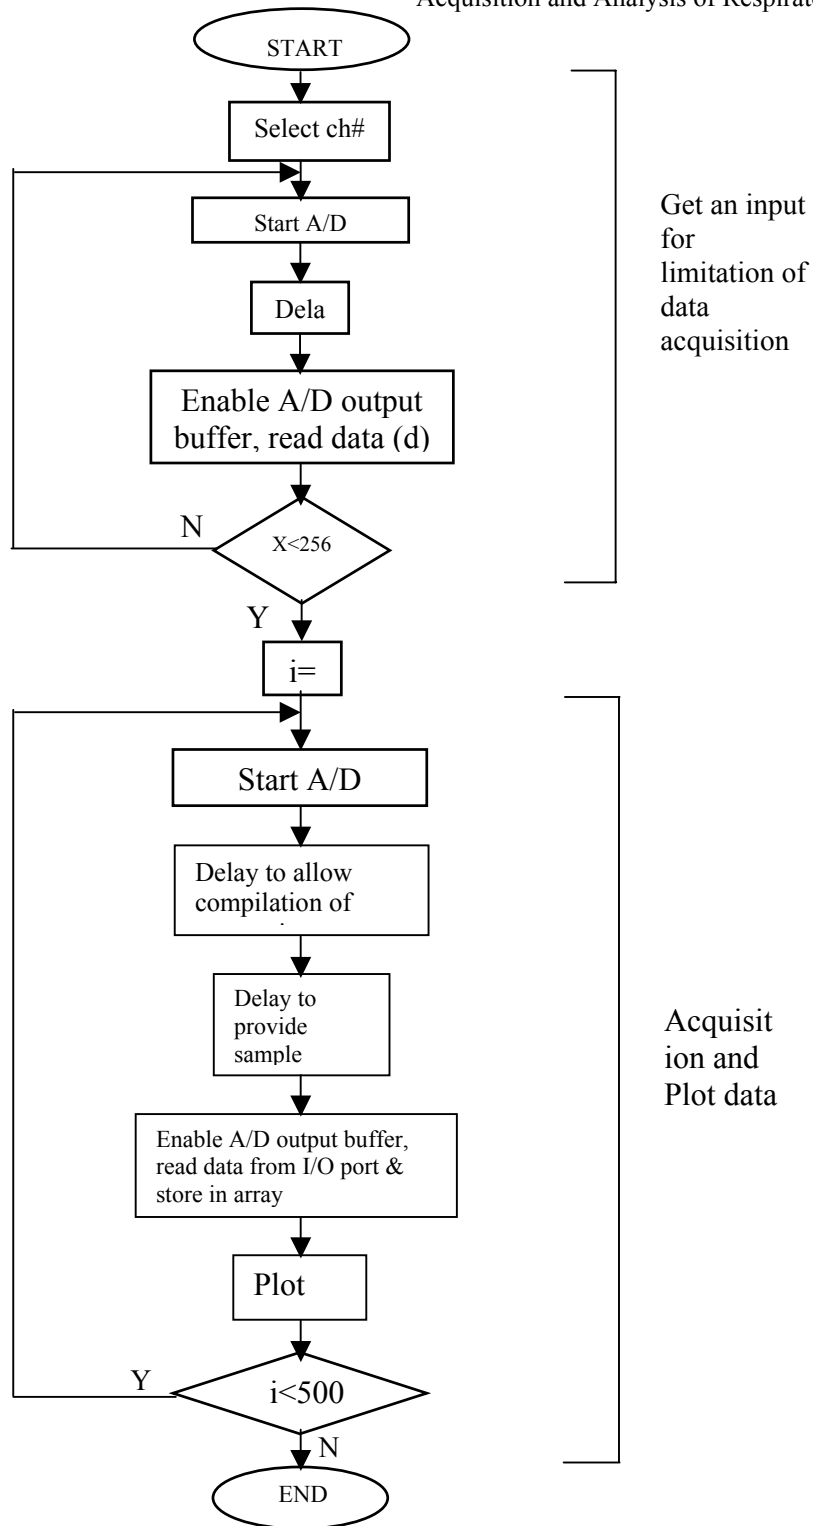 Acquisition and Analysis of
START
Select ch#
Start A/D
Dela
Enable A/D output
buffer, read data (d)
X<256
N
Y
i=
Get an input
for
limitation of
data
acquisition
Start A/D
Delay to allow
compilation of
Delay to
provide
sample
Enable A/D output buffer,
read data from I/O port &
store in array
Plot
i<500
Y
N
END
Acquisit
ion and
Plot data